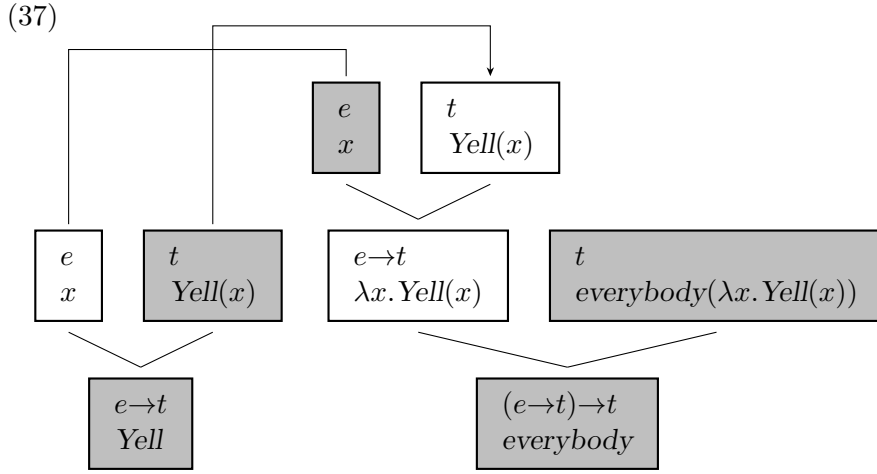 (37)
e
x
t
Yell(x)
e
x
t
Yell(x)
e→t
λx.Yell(x)
t
everybody(λx.Yell(x))
e→t
Yell
(e→t)→t
everybody